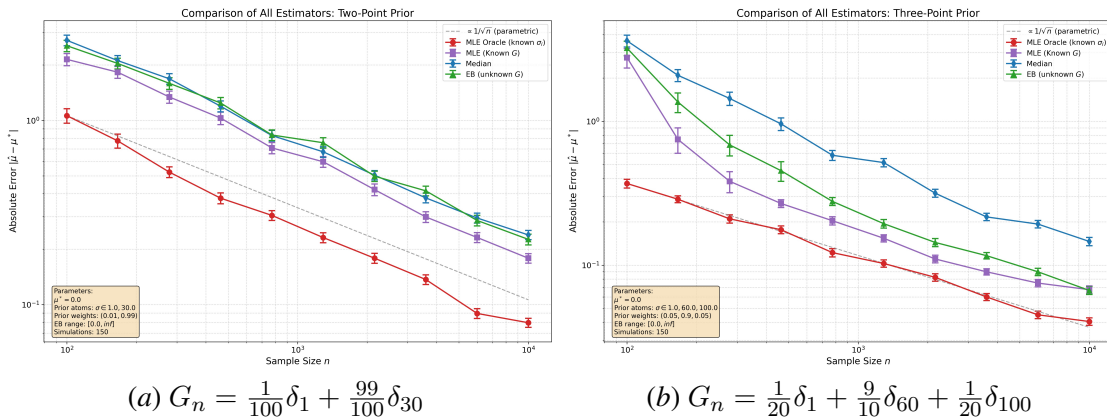 Comparison of All Estimators: Two-Point Prior
Absolute Error |μ̂ − μ*|
10⁰
10⁻¹
∝ 1/√n (parametric)
MLE Oracle (known σᵢ)
MLE (Known G)
Median
EB (unknown G)
Parameters:
μ* = 0.0
Prior atoms: σ ∈ 1.0, 30.0
Prior weights: (0.01, 0.99)
EB range: [0.0, inf]
Simulations: 150
10² 10³ 10⁴
Sample Size n
(a) Gₙ = 1/100 δ₁ + 99/100 δ₃₀
Comparison of All Estimators: Three-Point Prior
Absolute Error |μ̂ − μ*|
10⁰
10⁻¹
∝ 1/√n (parametric)
MLE Oracle (known σᵢ)
MLE (Known G)
Median
EB (unknown G)
Parameters:
μ* = 0.0
Prior atoms: σ ∈ 1.0, 60.0, 100.0
Prior weights: (0.05, 0.9, 0.05)
EB range: [0.0, inf]
Simulations: 150
10² 10³ 10⁴
Sample Size n
(b) Gₙ = 1/20 δ₁ + 9/10 δ₆₀ + 1/20 δ₁₀₀